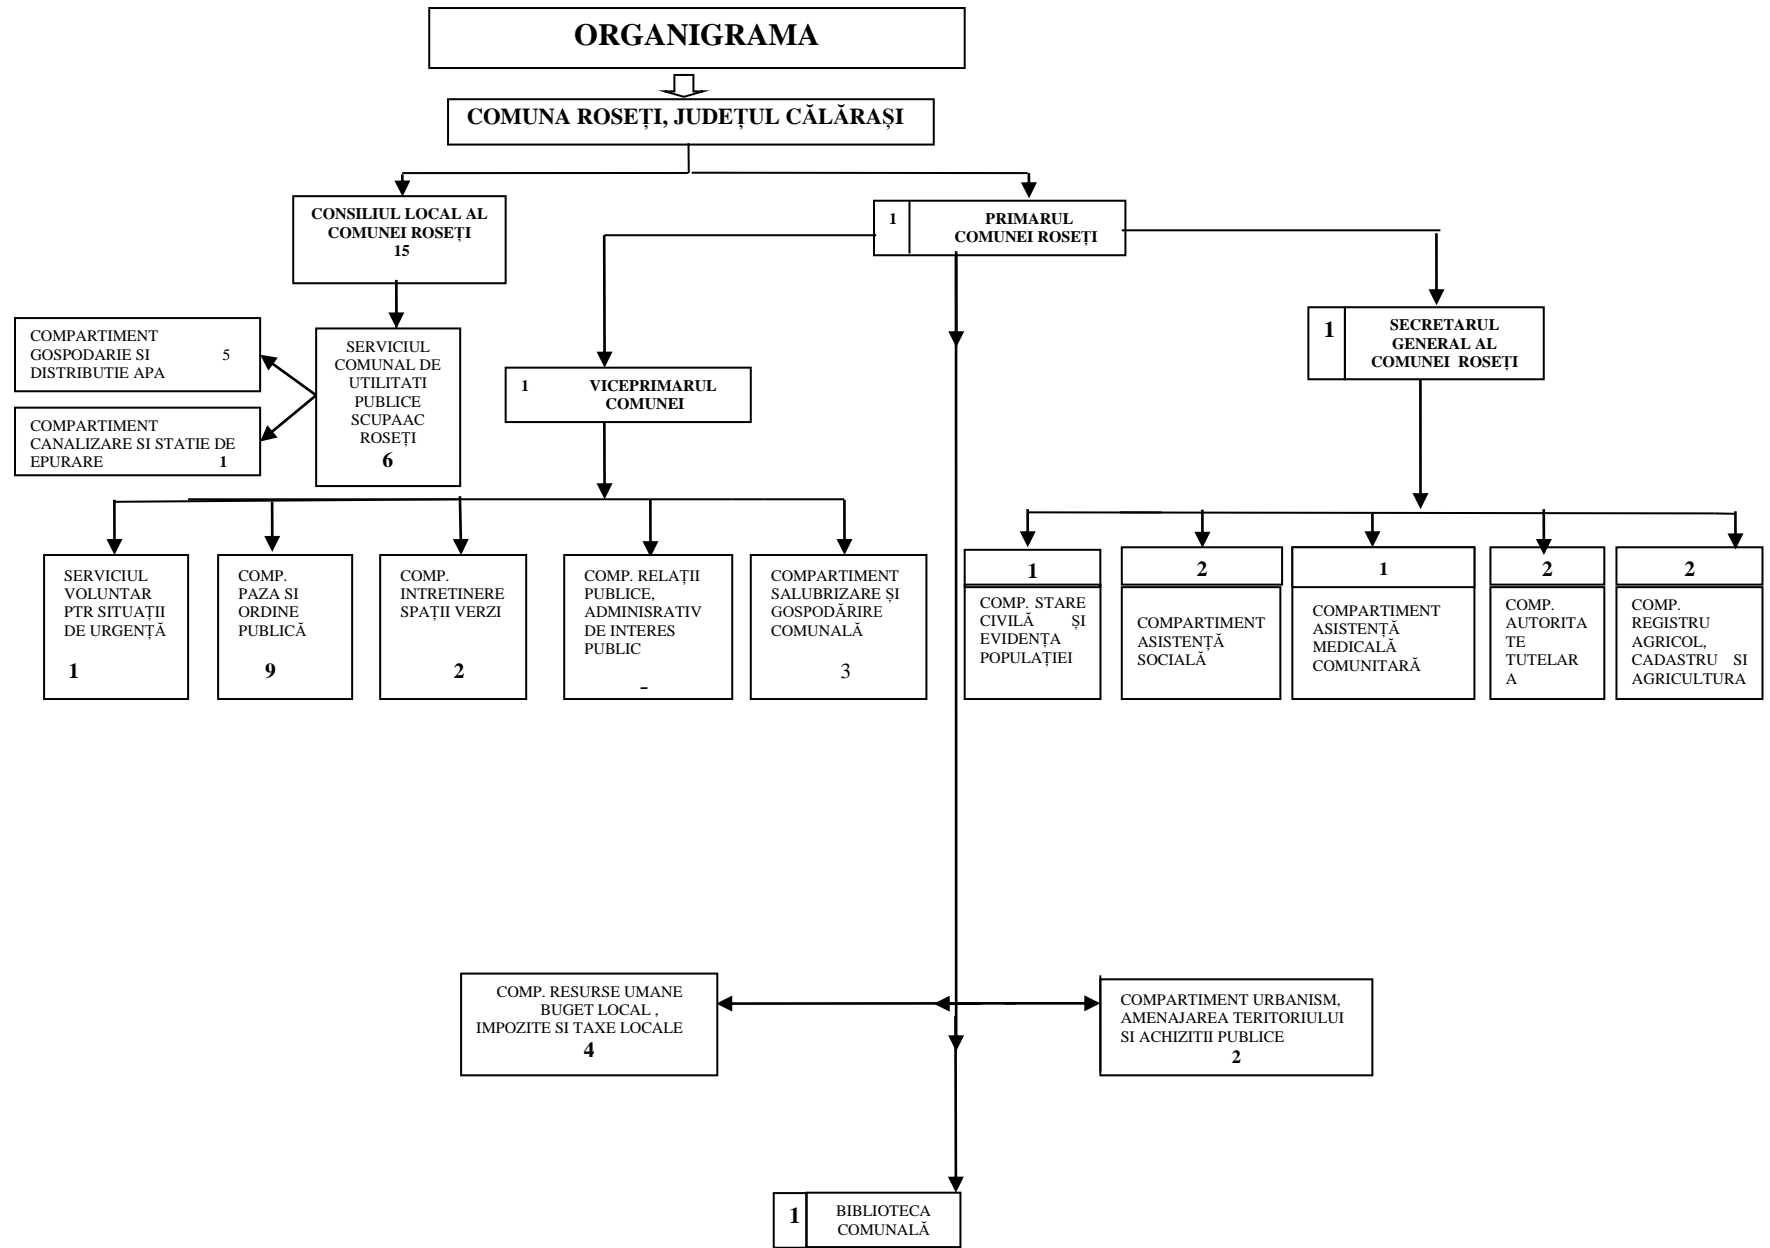 ORGANIGRAMA
COMUNA ROSEȚI, JUDEȚUL CĂLĂRAȘI
CONSILIUL LOCAL AL
COMUNEI ROSEȚI
15
1
PRIMARUL
COMUNEI ROSEȚI
COMPARTIMENT
GOSPODARIE SI 5
DISTRIBUTIE APA
COMPARTIMENT
CANALIZARE SI STATIE DE
EPURARE 1
SERVICIUL
COMUNAL DE
UTILITATI
PUBLICE
SCUPAAC
ROSEȚI
6
1 VICEPRIMARUL
COMUNEI
1
SECRETARUL
GENERAL AL
COMUNEI ROSEȚI
SERVICIUL
VOLUNTAR
PTR SITUAȚII
DE URGENȚĂ
1
COMP.
PAZA SI
ORDINE
PUBLICĂ
9
COMP.
INTRETINERE
SPAȚII VERZI
2
COMP. RELAȚII
PUBLICE,
ADMINISRATIV
DE INTERES
PUBLIC
-
COMPARTIMENT
SALUBRIZARE ȘI
GOSPODĂRIRE
COMUNALĂ
3
1
COMP. STARE
CIVILĂ ȘI
EVIDENȚA
POPULAȚIEI
2
COMPARTIMENT
ASISTENȚĂ
SOCIALĂ
1
COMPARTIMENT
ASISTENȚĂ
MEDICALĂ
COMUNITARĂ
2
COMP.
AUTORITA
TE
TUTELAR
A
2
COMP.
REGISTRU
AGRICOL,
CADASTRU SI
AGRICULTURA
COMP. RESURSE UMANE
BUGET LOCAL ,
IMPOZITE SI TAXE LOCALE
4
COMPARTIMENT URBANISM,
AMENAJAREA TERITORIULUI
SI ACHIZITII PUBLICE
2
1
BIBLIOTECA
COMUNALĂ